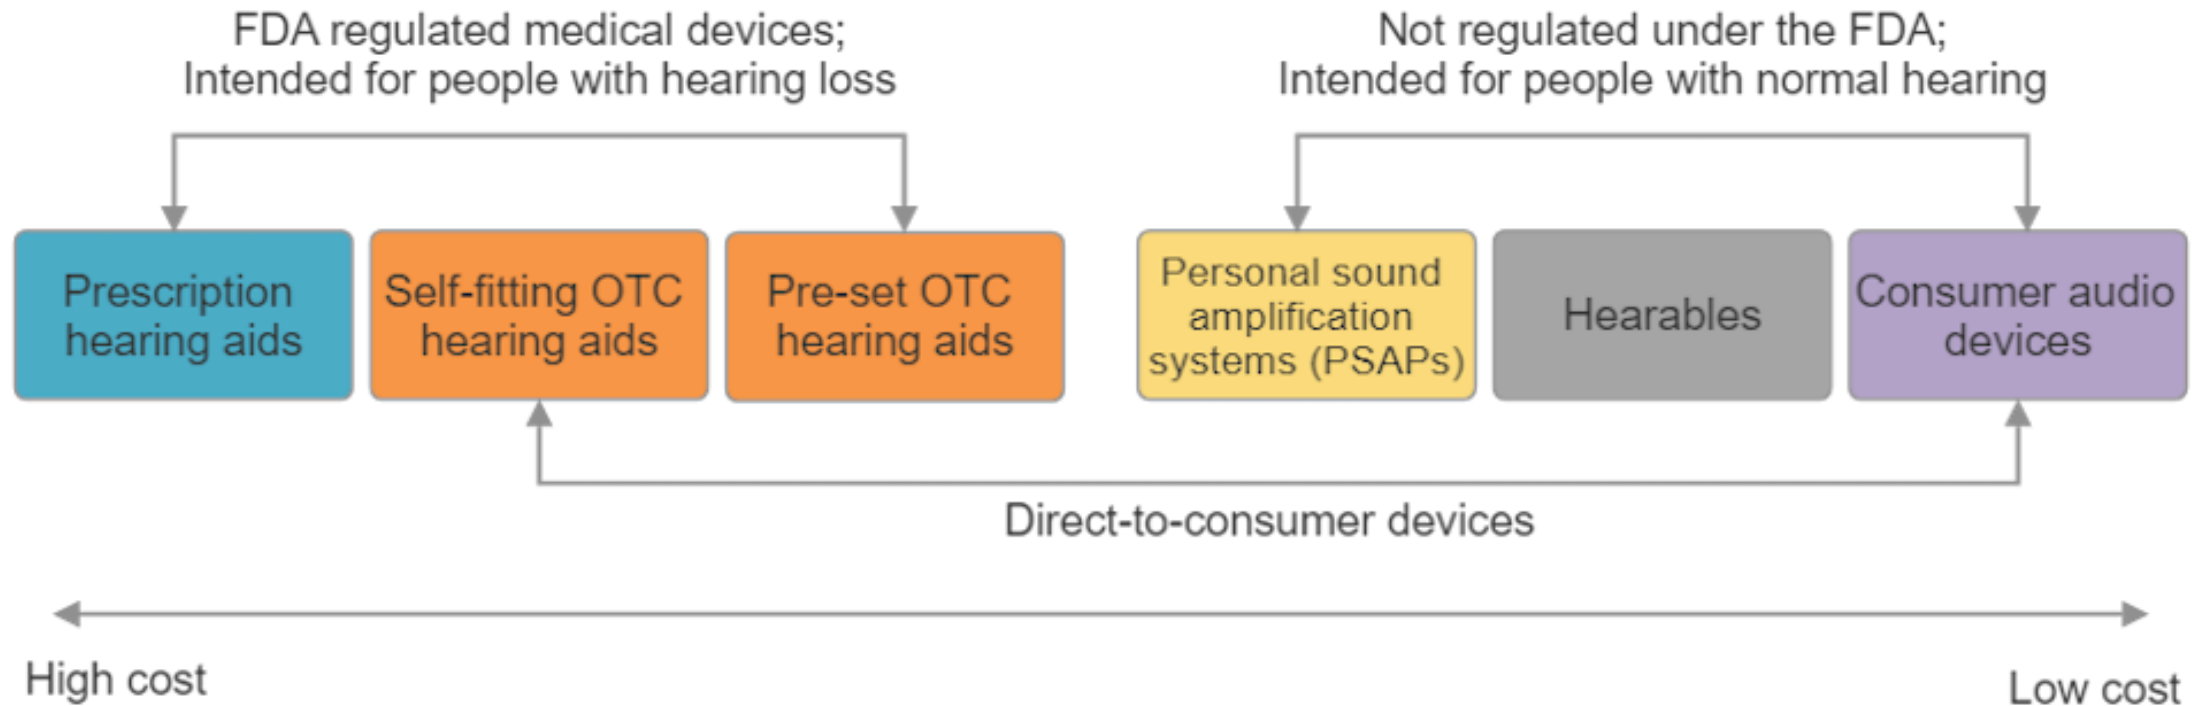 FDA regulated medical devices;
Intended for people with hearing loss
Not regulated under the FDA;
Intended for people with normal hearing
Prescription
hearing aids
Self-fitting OTC
hearing aids
Pre-set OTC
hearing aids
Personal sound
amplification
systems (PSAPs)
Hearables
Consumer audio
devices
Direct-to-consumer devices
High cost
Low cost